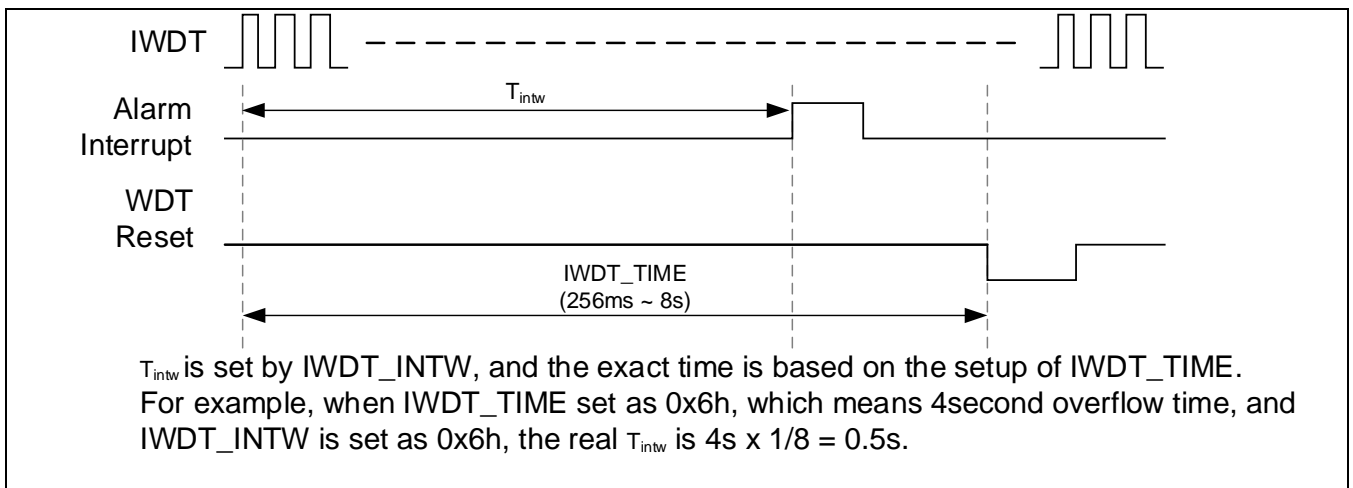 IWDT
Alarm
Interrupt
Tintw
WDT
Reset
IWDT_TIME
(256ms ~ 8s)
Tintw is set by IWDT_INTW, and the exact time is based on the setup of IWDT_TIME.
For example, when IWDT_TIME set as 0x6h, which means 4second overflow time, and
IWDT_INTW is set as 0x6h, the real Tintw is 4s x 1/8 = 0.5s.